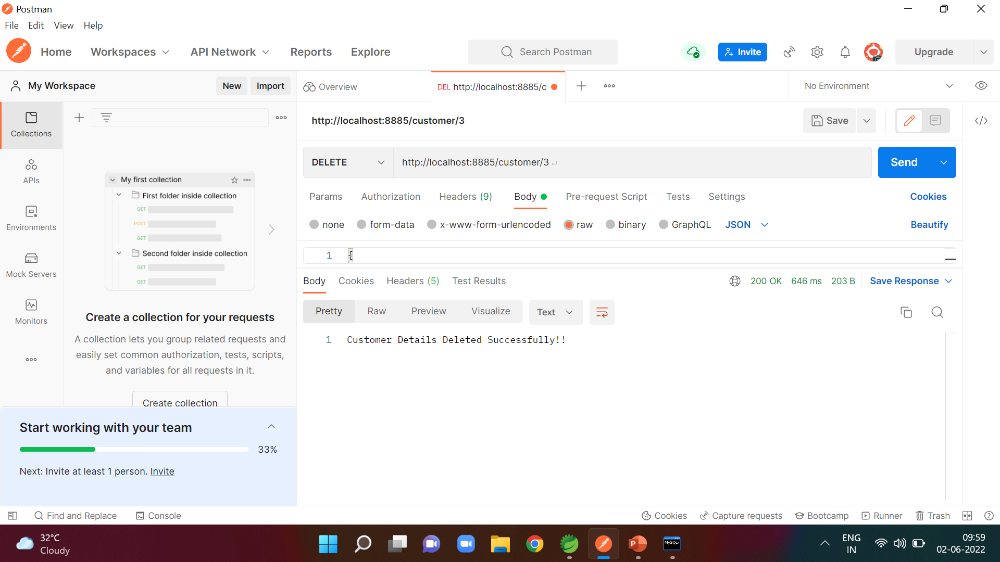 Postman
File Edit View Help
Home Workspaces API Network Reports Explore Search Postman Invite Upgrade
My Workspace New Import Overview DEL http://localhost:8885/c No Environment
Collections
APIs
Environments
Mock Servers
Monitors
My first collection
First folder inside collection
GET
POST
GET
Second folder inside collection
GET
GET
Create a collection for your requests
A collection lets you group related requests and
easily set common authorization, tests, scripts,
and variables for all requests in it.
Create collection
Start working with your team
33%
Next: Invite at least 1 person. Invite
http://localhost:8885/customer/3 Save
DELETE http://localhost:8885/customer/3 Send
Params Authorization Headers (9) Body Pre-request Script Tests Settings Cookies
none form-data x-www-form-urlencoded raw binary GraphQL JSON Beautify
1 {
Body Cookies Headers (5) Test Results 200 OK 646 ms 203 B Save Response
Pretty Raw Preview Visualize Text
1 Customer Details Deleted Successfully!!
Find and Replace Console Cookies Capture requests Bootcamp Runner Trash
32°C
Cloudy
P
MySQL>
ENG
IN
09:59
02-06-2022